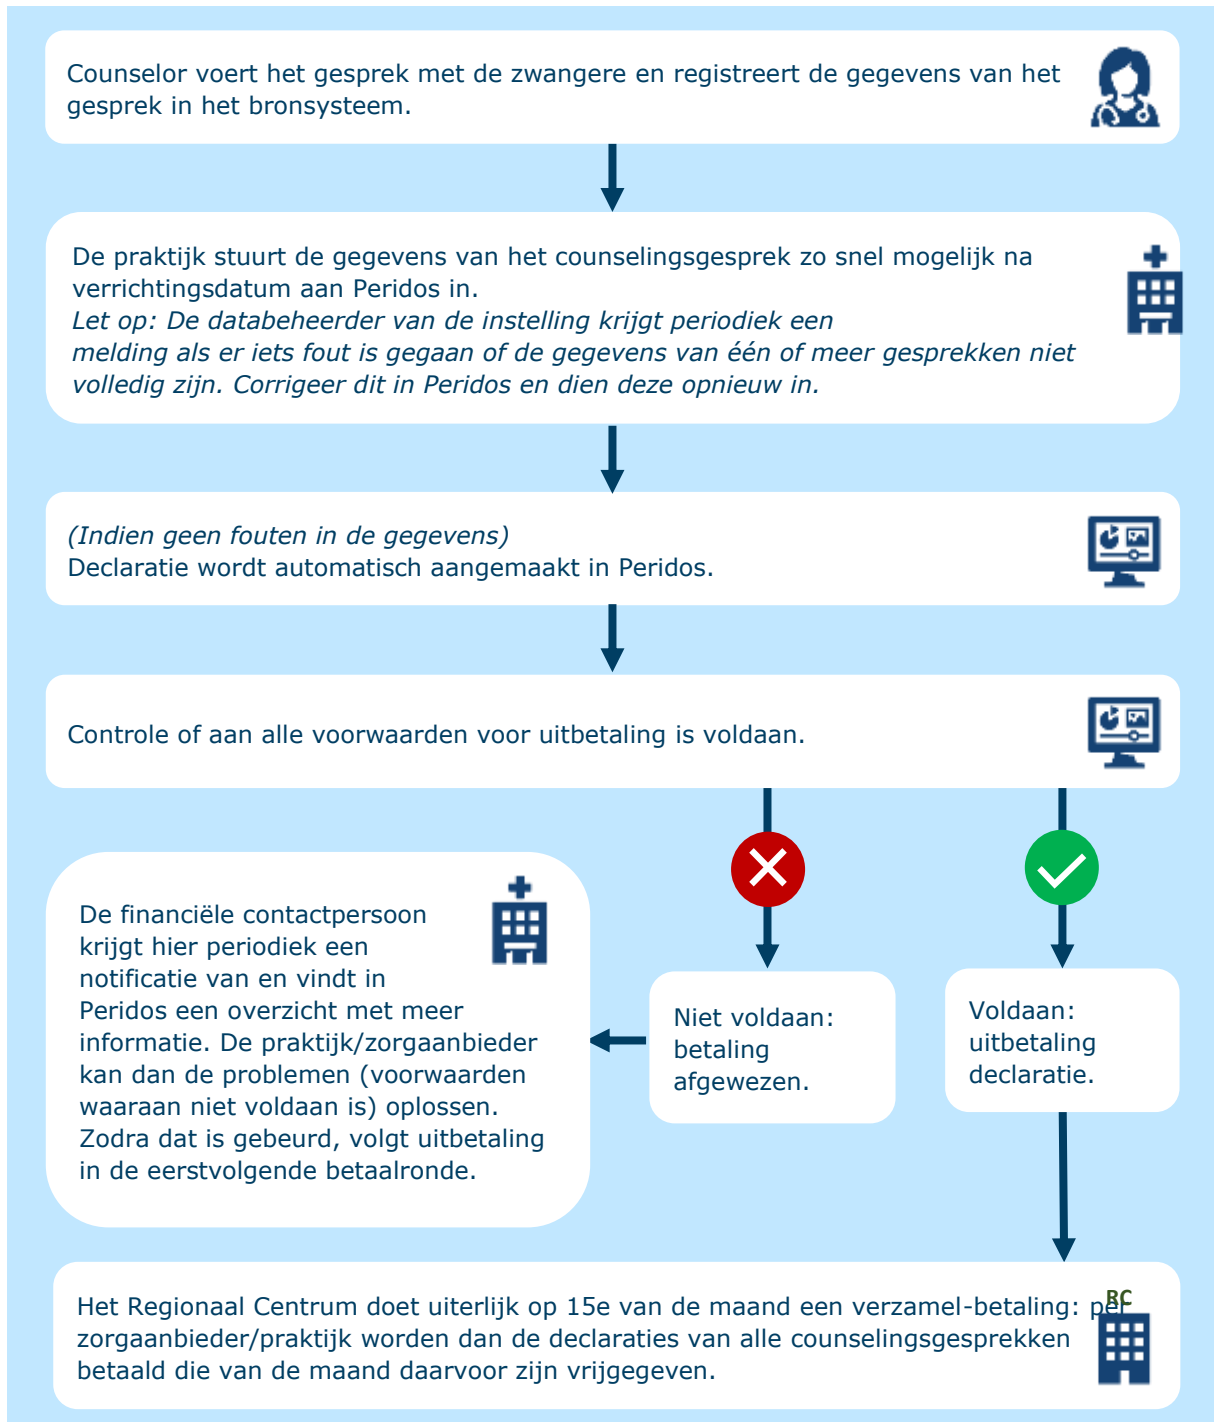 Counselor voert het gesprek met de zwangere en registreert de gegevens van het
gesprek in het bronsysteem.
De praktijk stuurt de gegevens van het counselingsgesprek zo snel mogelijk na
verrichtingsdatum aan Peridos in.
Let op: De databeheerder van de instelling krijgt periodiek een
melding als er iets fout is gegaan of de gegevens van één of meer gesprekken niet
volledig zijn. Corrigeer dit in Peridos en dien deze opnieuw in.
(Indien geen fouten in de gegevens)
Declaratie wordt automatisch aangemaakt in Peridos.
Controle of aan alle voorwaarden voor uitbetaling is voldaan.
De financiële contactpersoon
krijgt hier periodiek een
notificatie van en vindt in
Peridos een overzicht met meer
informatie. De praktijk/zorgaanbieder
kan dan de problemen (voorwaarden
waaraan niet voldaan is) oplossen.
Zodra dat is gebeurd, volgt uitbetaling
in de eerstvolgende betaalronde.
Niet voldaan:
betaling
afgewezen.
Voldaan:
uitbetaling
declaratie.
RC
Het Regionaal Centrum doet uiterlijk op 15e van de maand een verzamel-betaling: per
zorgaanbieder/praktijk worden dan de declaraties van alle counselingsgesprekken
betaald die van de maand daarvoor zijn vrijgegeven.